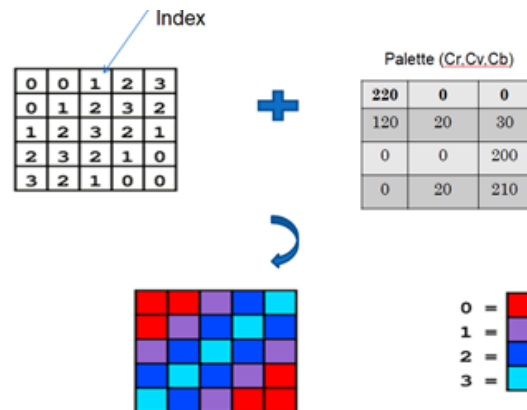 Index
0 0 1 2 3
0 1 2 3 2
1 2 3 2 1
2 3 2 1 0
3 2 1 0 0
Palette (Cr,Cv,Cb)
220 0 0
120 20 30
0 0 200
0 20 210
0 =
1 =
2 =
3 =